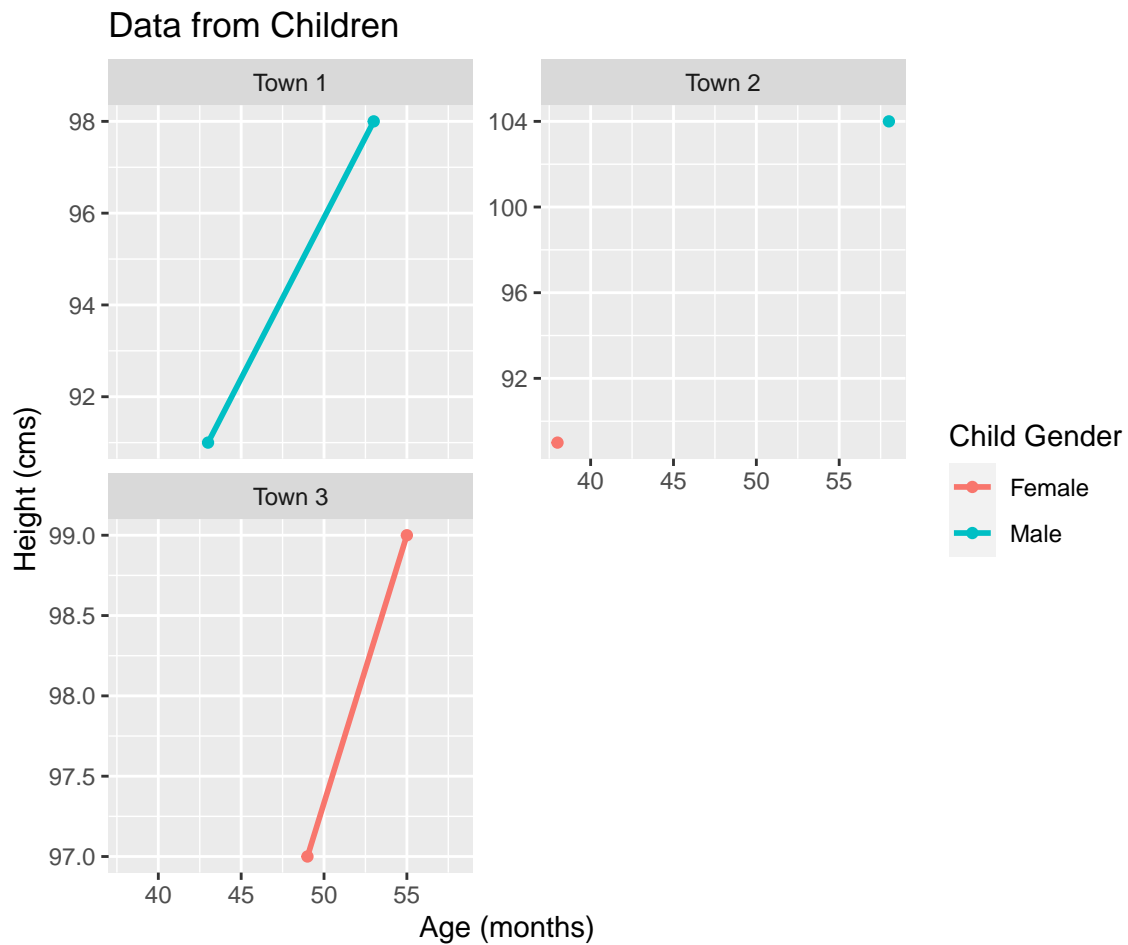 Data from Children
Town 1
98
96
94
92
Town 2
104
100
96
92
40 45 50 55
Town 3
99.0
98.5
98.0
97.5
97.0
40 45 50 55
Height (cms)
Age (months)
Child Gender
Female
Male